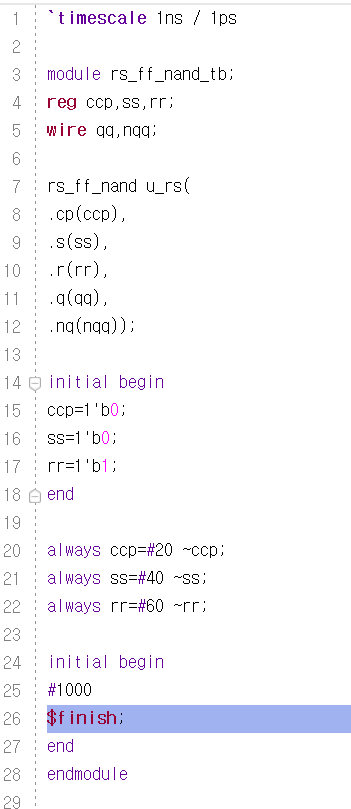 1 `timescale 1ns / 1ps
2
3 module rs_ff_nand_tb;
4 reg ccp,ss,rr;
5 wire qq,nqq;
6
7 rs_ff_nand u_rs(
8 .cp(ccp),
9 .s(ss),
10 .r(rr),
11 .q(qq),
12 .nq(nqq));
13
14 initial begin
15 ccp=1'b0;
16 ss=1'b0;
17 rr=1'b1;
18 end
19
20 always ccp=#20 ~ccp;
21 always ss=#40 ~ss;
22 always rr=#60 ~rr;
23
24 initial begin
25 #1000
26 $finish;
27 end
28 endmodule
29